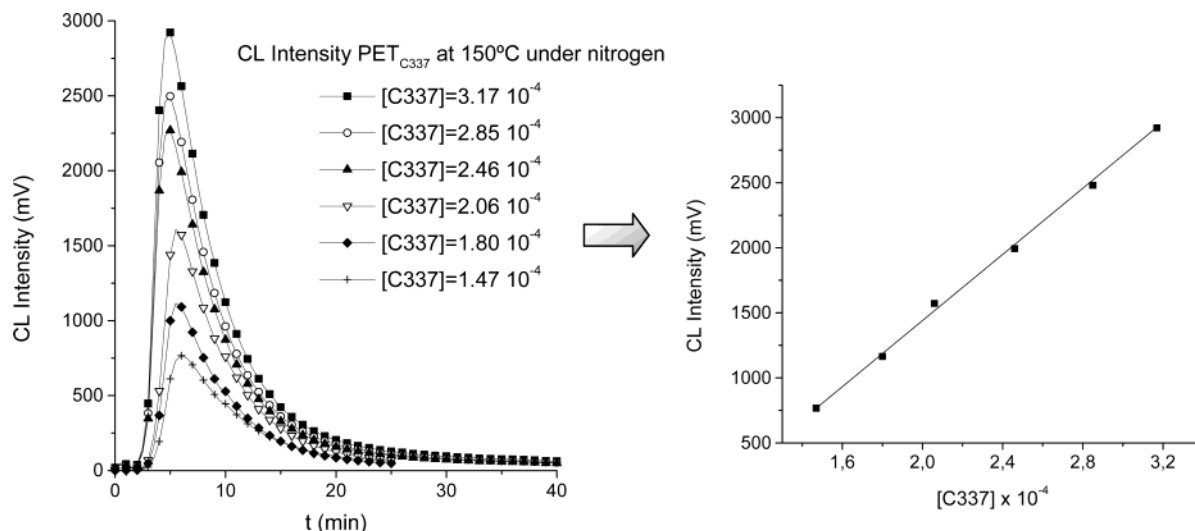 CL Intensity PET_C337 at 150ºC under nitrogen
[C337]=3.17 10^-4
[C337]=2.85 10^-4
[C337]=2.46 10^-4
[C337]=2.06 10^-4
[C337]=1.80 10^-4
[C337]=1.47 10^-4
CL Intensity (mV)
3000
2500
2000
1500
1000
500
0
0
10
20
30
40
t (min)
CL Intensity (mV)
3000
2500
2000
1500
1000
500
1,6
2,0
2,4
2,8
3,2
[C337] x 10^-4